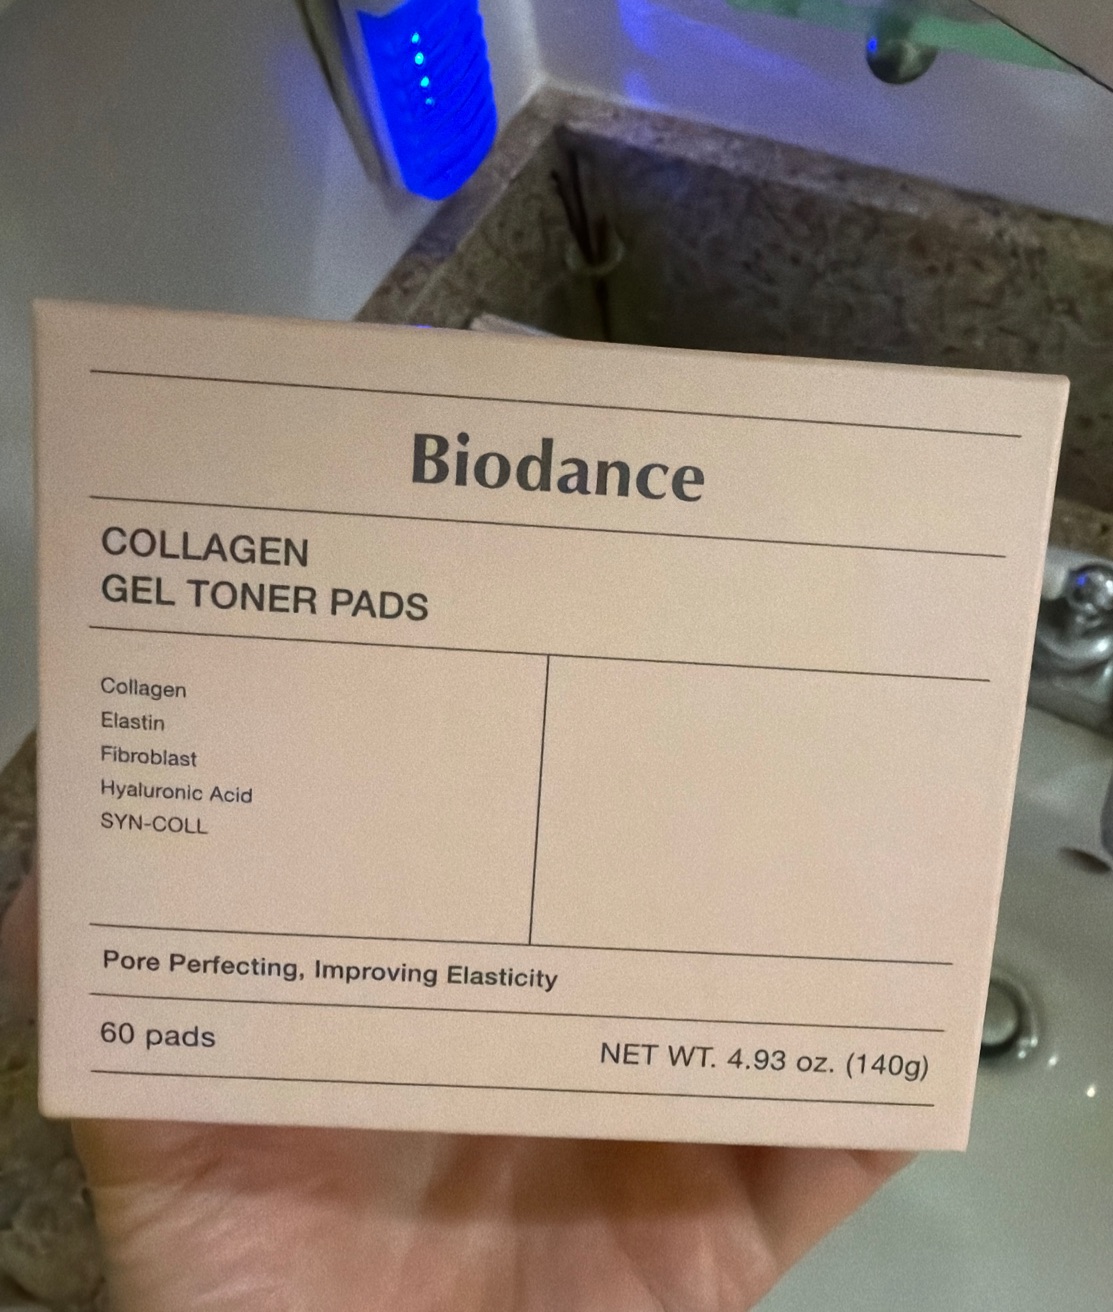 Biodance
COLLAGEN
GEL TONER PADS
Collagen
Elastin
Fibroblast
Hyaluronic Acid
SYN-COLL
Pore Perfecting, Improving Elasticity
60 pads
NET WT. 4.93 oz. (140g)